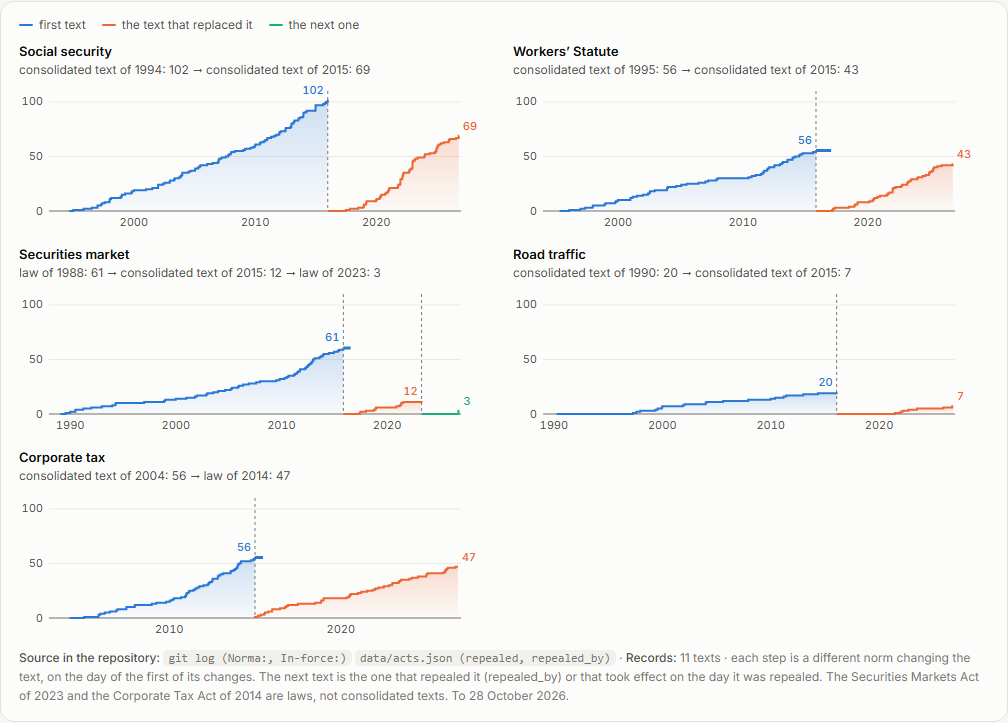 first text   the text that replaced it   the next one
Social security
consolidated text of 1994: 102 → consolidated text of 2015: 69
100
50
0
102
69
2000   2010   2020
Workers’ Statute
consolidated text of 1995: 56 → consolidated text of 2015: 43
100
50
0
56
43
2000   2010   2020
Securities market
law of 1988: 61 → consolidated text of 2015: 12 → law of 2023: 3
100
50
0
61
12
3
1990   2000   2010   2020
Road traffic
consolidated text of 1990: 20 → consolidated text of 2015: 7
100
50
0
20
7
1990   2000   2010   2020
Corporate tax
consolidated text of 2004: 56 → law of 2014: 47
100
50
0
56
47
2010   2020
Source in the repository: git log (Norma:, In-force:) data/acts.json (repealed, repealed_by) · Records: 11 texts · each step is a different norm changing the
text, on the day of the first of its changes. The next text is the one that repealed it (repealed_by) or that took effect on the day it was repealed. The Securities Markets Act
of 2023 and the Corporate Tax Act of 2014 are laws, not consolidated texts. To 28 October 2026.